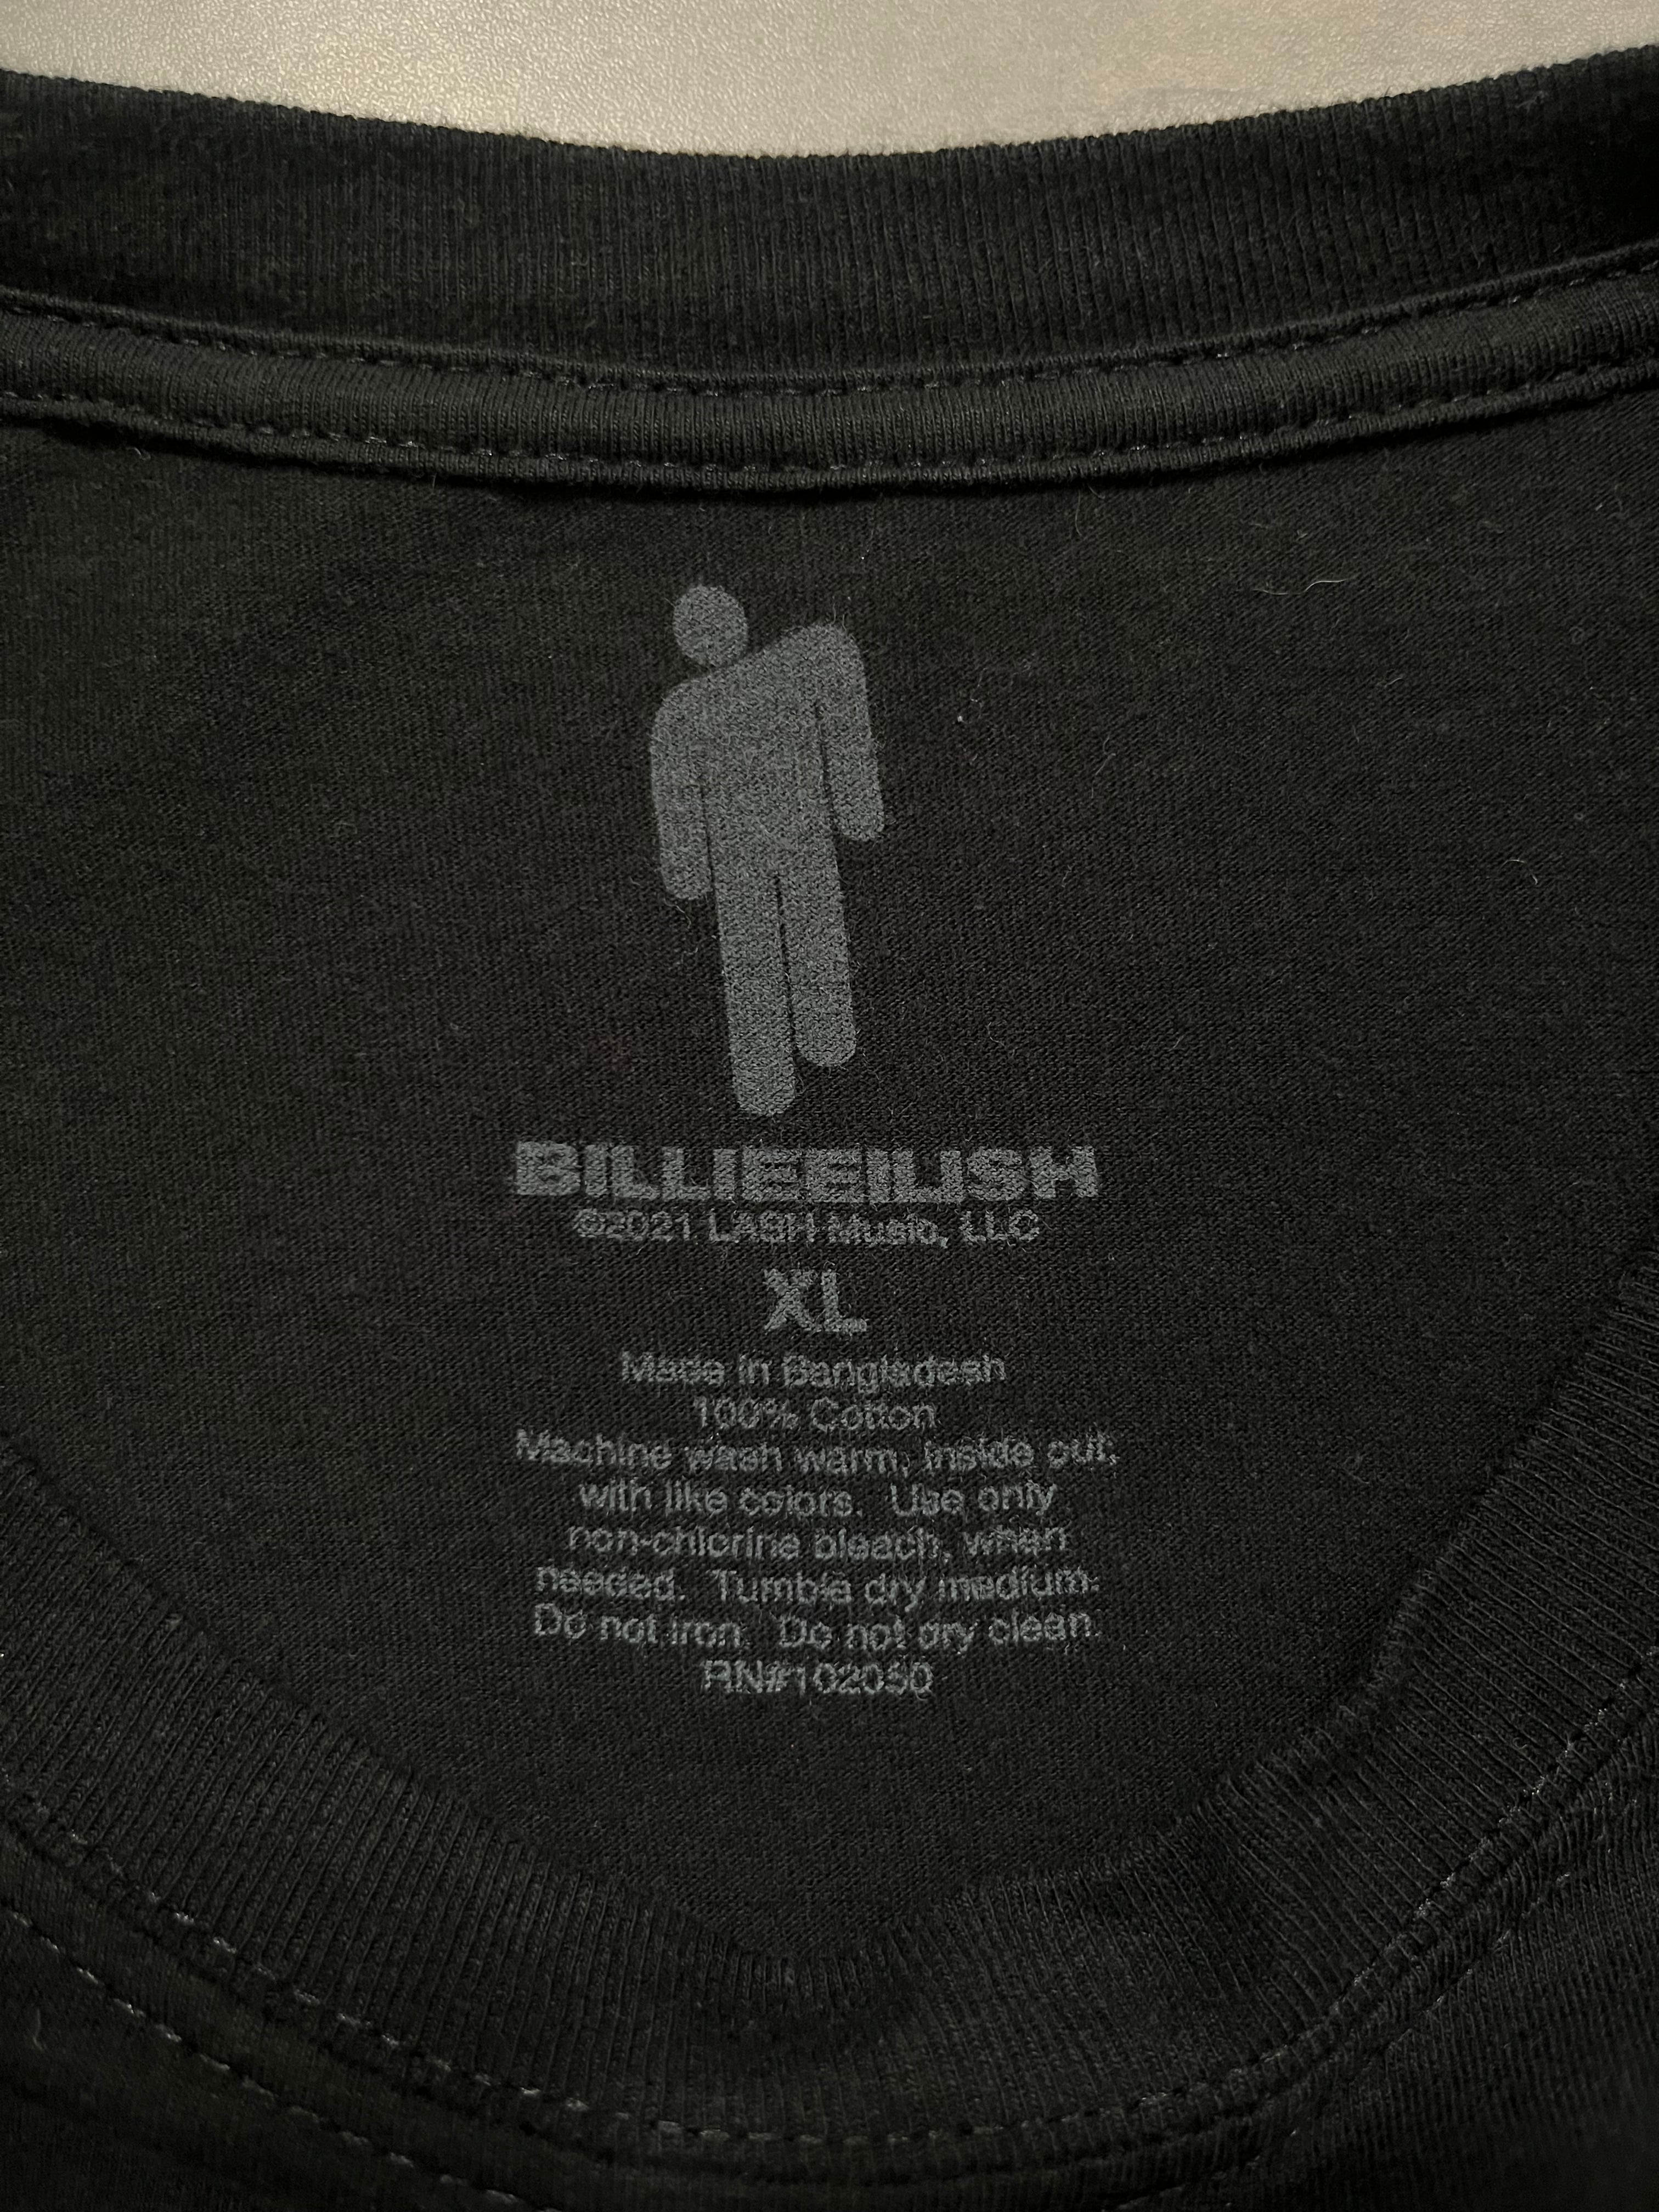 BILLIEEILISH
©2021 LASH Music, LLC
XL
Made in Bangladesh
100% Cotton
Machine wash warm, inside out,
with like colors. Use only
non-chlorine bleach, when
needed. Tumble dry medium.
Do not iron. Do not dry clean.
RN#102050